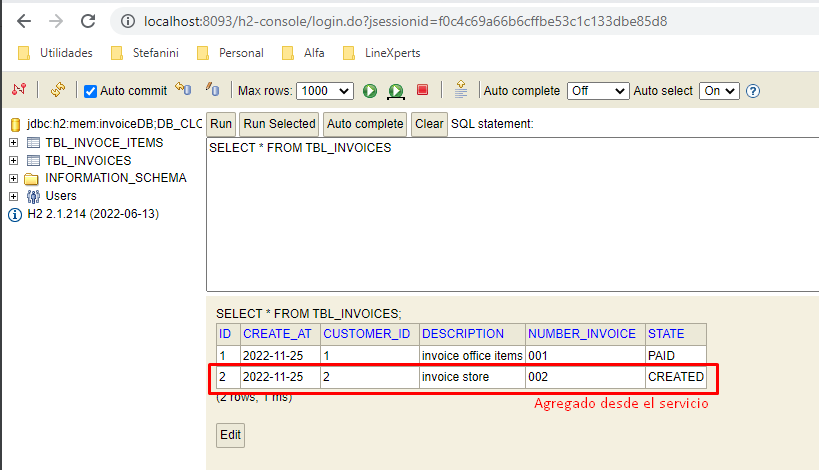 localhost:8093/h2-console/login.do?jsessionid=f0c4c69a66b6cffbe53c1c133dbe85d8
Utilidades Stefanini Personal Alfa LineXperts
Auto commit Max rows: 1000 Auto complete Off Auto select On
jdbc:h2:mem:invoiceDB;DB_CLO
TBL_INVOCE_ITEMS
TBL_INVOICES
INFORMATION_SCHEMA
Users
H2 2.1.214 (2022-06-13)
Run Run Selected Auto complete Clear SQL statement:
SELECT * FROM TBL_INVOICES
SELECT * FROM TBL_INVOICES;
ID CREATE_AT CUSTOMER_ID DESCRIPTION NUMBER_INVOICE STATE
1 2022-11-25 1 invoice office items 001 PAID
2 2022-11-25 2 invoice store 002 CREATED
(2 rows, 1 ms)
Agregado desde el servicio
Edit